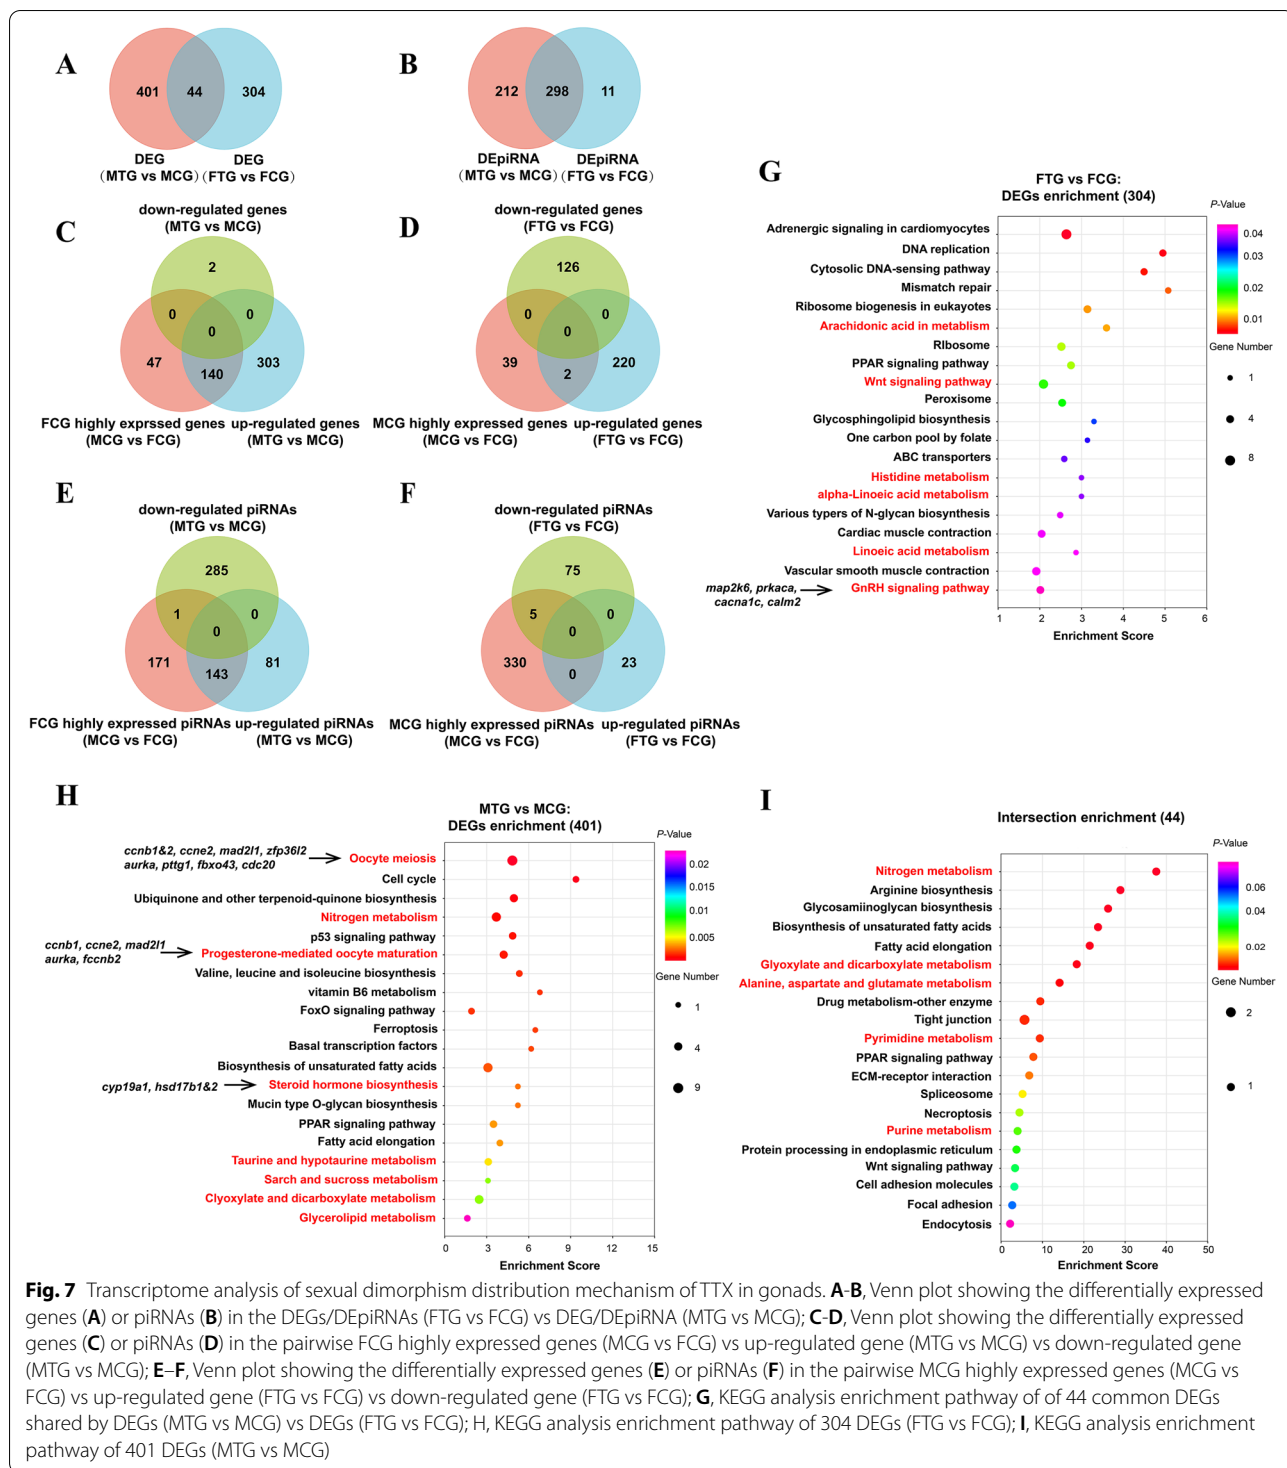 A
401
44
304
DEG
(MTG vs MCG)
DEG
(FTG vs FCG)
B
212
298
11
DEpiRNA
(MTG vs MCG)
DEpiRNA
(FTG vs FCG)
C
down-regulated genes
(MTG vs MCG)
2
0
0
0
47
140
303
FCG highly exprssed genes
(MCG vs FCG)
up-regulated genes
(MTG vs MCG)
D
down-regulated genes
(FTG vs FCG)
126
0
0
0
39
2
220
MCG highly expressed genes
(MCG vs FCG)
up-regulated genes
(FTG vs FCG)
E
down-regulated piRNAs
(MTG vs MCG)
285
1
0
0
171
143
81
FCG highly expressed piRNAs
(MCG vs FCG)
up-regulated piRNAs
(MTG vs MCG)
F
down-regulated piRNAs
(FTG vs FCG)
75
5
0
0
330
0
23
MCG highly expressed piRNAs
(MCG vs FCG)
up-regulated piRNAs
(FTG vs FCG)
G
FTG vs FCG:
DEGs enrichment (304)
Adrenergic signaling in cardiomyocytes
DNA replication
Cytosolic DNA-sensing pathway
Mismatch repair
Ribosome biogenesis in eukayotes
Arachidonic acid in metablism
RIbosome
PPAR signaling pathway
Wnt signaling pathway
Peroxisome
Glycosphingolipid biosynthesis
One carbon pool by folate
ABC transporters
Histidine metabolism
alpha-Linoeic acid metabolism
Various typers of N-glycan biosynthesis
Cardiac muscle contraction
Linoeic acid metabolism
Vascular smooth muscle contraction
GnRH signaling pathway
map2k6, prkaca,
cacna1c, calm2
1 2 3 4 5 6
Enrichment Score
P-Value
0.04
0.03
0.02
0.01
Gene Number
1
4
8
H
MTG vs MCG:
DEGs enrichment (401)
ccnb1&2, ccne2, mad2l1, zfp36l2
aurka, pttg1, fbxo43, cdc20
Oocyte meiosis
Cell cycle
Ubiquinone and other terpenoid-quinone biosynthesis
Nitrogen metabolism
p53 signaling pathway
ccnb1, ccne2, mad2l1
aurka, fccnb2
Progesterone-mediated oocyte maturation
Valine, leucine and isoleucine biosynthesis
vitamin B6 metabolism
FoxO signaling pathway
Ferroptosis
Basal transcription factors
Biosynthesis of unsaturated fatty acids
cyp19a1, hsd17b1&2
Steroid hormone biosynthesis
Mucin type O-glycan biosynthesis
PPAR signaling pathway
Fatty acid elongation
Taurine and hypotaurine metabolism
Sarch and sucross metabolism
Clyoxylate and dicarboxylate metabolism
Glycerolipid metabolism
0 3 6 9 12 15
Enrichment Score
P-Value
0.02
0.015
0.01
0.005
Gene Number
1
4
9
I
Intersection enrichment (44)
Nitrogen metabolism
Arginine biosynthesis
Glycosamiinoglycan biosynthesis
Biosynthesis of unsaturated fatty acids
Fatty acid elongation
Glyoxylate and dicarboxylate metabolism
Alanine, aspartate and glutamate metabolism
Drug metabolism-other enzyme
Tight junction
Pyrimidine metabolism
PPAR signaling pathway
ECM-receptor interaction
Spliceosome
Necroptosis
Purine metabolism
Protein processing in endoplasmic reticulum
Wnt signaling pathway
Cell adhesion molecules
Focal adhesion
Endocytosis
0 10 20 30 40 50
Enrichment Score
P-Value
0.06
0.04
0.02
Gene Number
2
1
Fig. 7 Transcriptome analysis of sexual dimorphism distribution mechanism of TTX in gonads. A-B, Venn plot showing the differentially expressed
genes (A) or piRNAs (B) in the DEGs/DEpiRNAs (FTG vs FCG) vs DEG/DEpiRNA (MTG vs MCG); C-D, Venn plot showing the differentially expressed
genes (C) or piRNAs (D) in the pairwise FCG highly expressed genes (MCG vs FCG) vs up-regulated gene (MTG vs MCG) vs down-regulated gene
(MTG vs MCG); E–F, Venn plot showing the differentially expressed genes (E) or piRNAs (F) in the pairwise MCG highly expressed genes (MCG vs
FCG) vs up-regulated gene (FTG vs FCG) vs down-regulated gene (FTG vs FCG); G, KEGG analysis enrichment pathway of of 44 common DEGs
shared by DEGs (MTG vs MCG) vs DEGs (FTG vs FCG); H, KEGG analysis enrichment pathway of 304 DEGs (FTG vs FCG); I, KEGG analysis enrichment
pathway of 401 DEGs (MTG vs MCG)